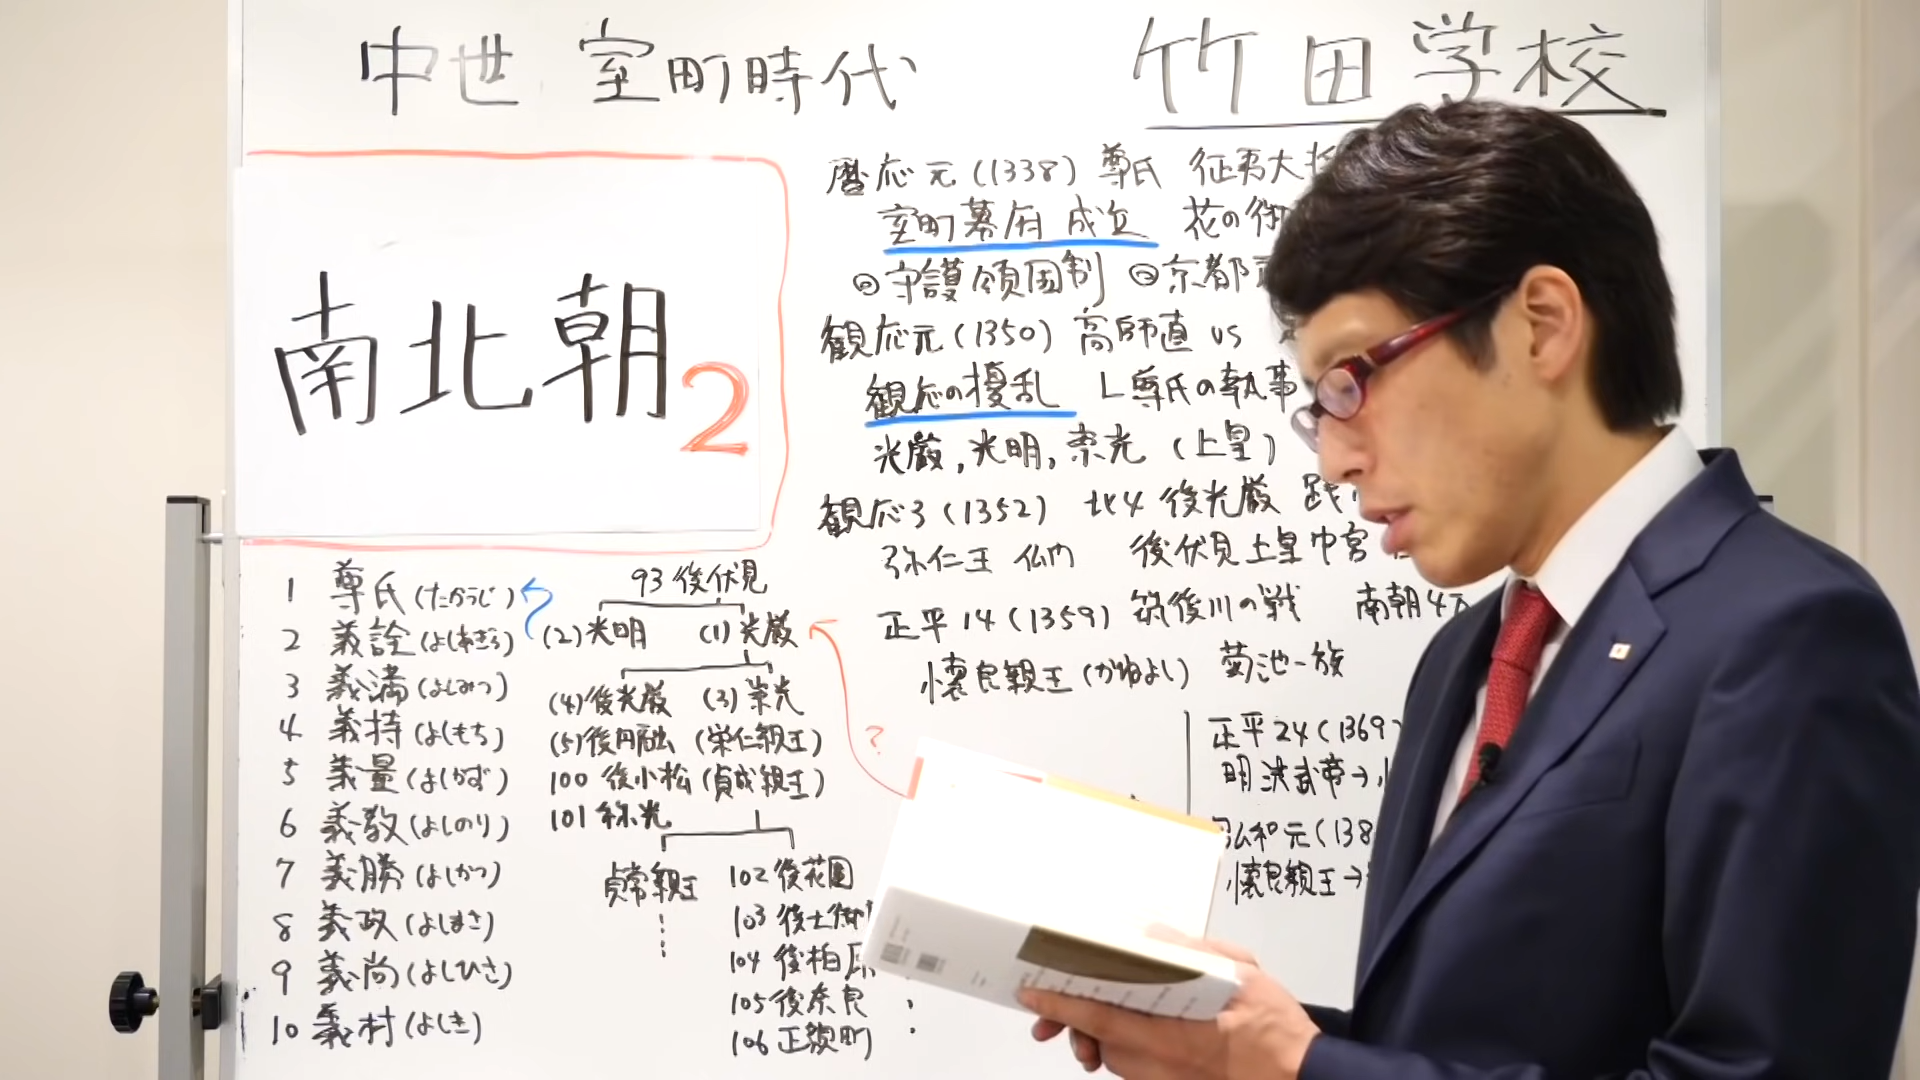 中世 室町時代
竹田学校
南北朝2
暦応元(1338) 尊氏 征夷大将
室町幕府 成立 花の御
◎守護領国制 ◎京都
観応元(1350) 高師直 vs
観応の擾乱 L尊氏の執事
光厳,光明,崇光(上皇)
観応3(1352) 北4 後光厳 践
弥仁王 仏門 後伏見上皇中宮
正平14(1359) 筑後川の戦 南朝4万
懐良親王(かねよし) 菊池一族
正平24(1369)
明 洪武帝→
弘和元(138
懐良親王→
1 尊氏(たかうじ)
2 義詮(よしあきら)
3 義満(よしみつ)
4 義持(よしもち)
5 義量(よしかず)
6 義教(よしのり)
7 義勝(よしかつ)
8 義政(よしまさ)
9 義尚(よしひさ)
10 義材(よしき)
93 後伏見
(2)光明 (1)光厳
(4)後光厳 (3)崇光
(5)後円融 (栄仁親王)
100 後小松 (貞成親王)
101 称光
貞常親王
102 後花園
103 後土御
104 後柏原
105 後奈良
106 正親町
?